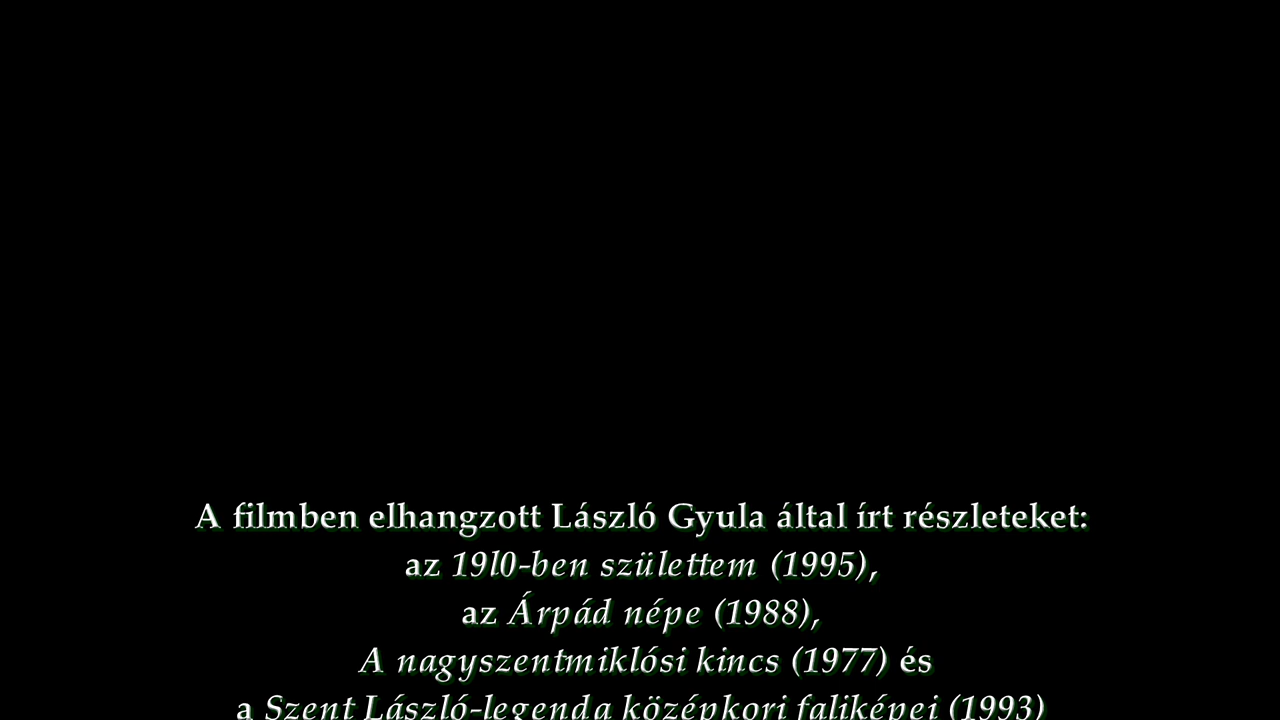 A filmben elhangzott László Gyula által írt részleteket:
az 19l0-ben születtem (1995),
az Árpád népe (1988),
A nagyszentmiklósi kincs (1977) és
a Szent László-legenda középkori faliképei (1993)